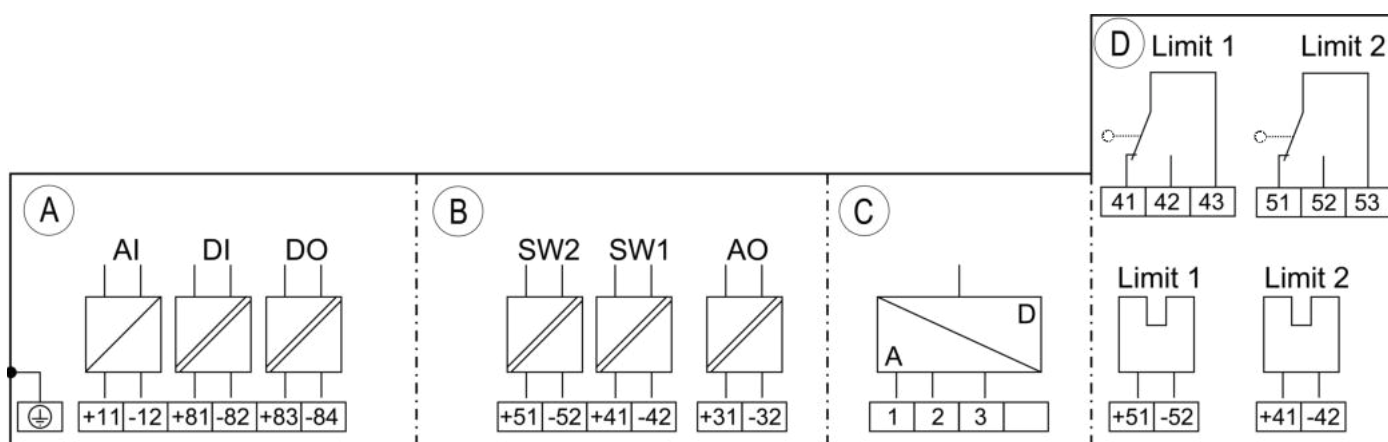 D Limit 1 Limit 2
41 42 43 51 52 53
A B C
AI DI DO SW2 SW1 AO
Limit 1 Limit 2
D
A
+11 -12 +81 -82 +83 -84 +51 -52 +41 -42 +31 -32 1 2 3 +51 -52 +41 -42